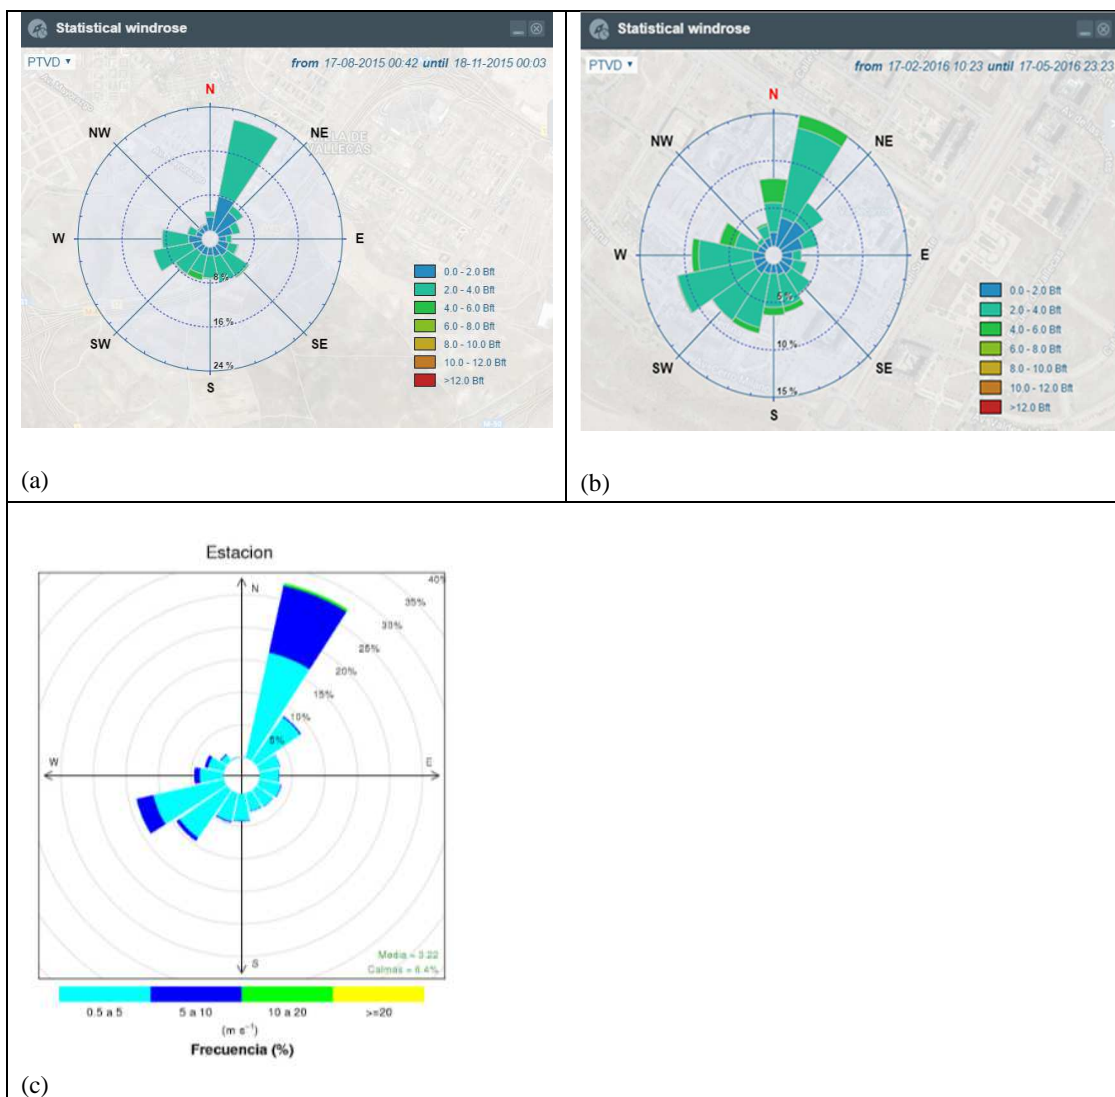 Statistical windrose
PTVD
from 17-08-2015 00:42 until 18-11-2015 00:03
N
NW
NE
VALLECAS
W
E
8 %
16 %
24 %
SW
SE
S
0.0 - 2.0 Bft
2.0 - 4.0 Bft
4.0 - 6.0 Bft
6.0 - 8.0 Bft
8.0 - 10.0 Bft
10.0 - 12.0 Bft
>12.0 Bft
(a)
Statistical windrose
PTVD
from 17-02-2016 10:23 until 17-05-2016 23:23
N
NW
NE
W
E
5 %
10 %
15 %
SW
SE
S
0.0 - 2.0 Bft
2.0 - 4.0 Bft
4.0 - 6.0 Bft
6.0 - 8.0 Bft
8.0 - 10.0 Bft
10.0 - 12.0 Bft
>12.0 Bft
(b)
Estacion
N
40%
35%
30%
25%
20%
15%
10%
5%
W
E
S
Media = 3.22
Calmas = 6.4%
0.5 a 5
5 a 10
10 a 20
>=20
(m s⁻¹)
Frecuencia (%)
(c)